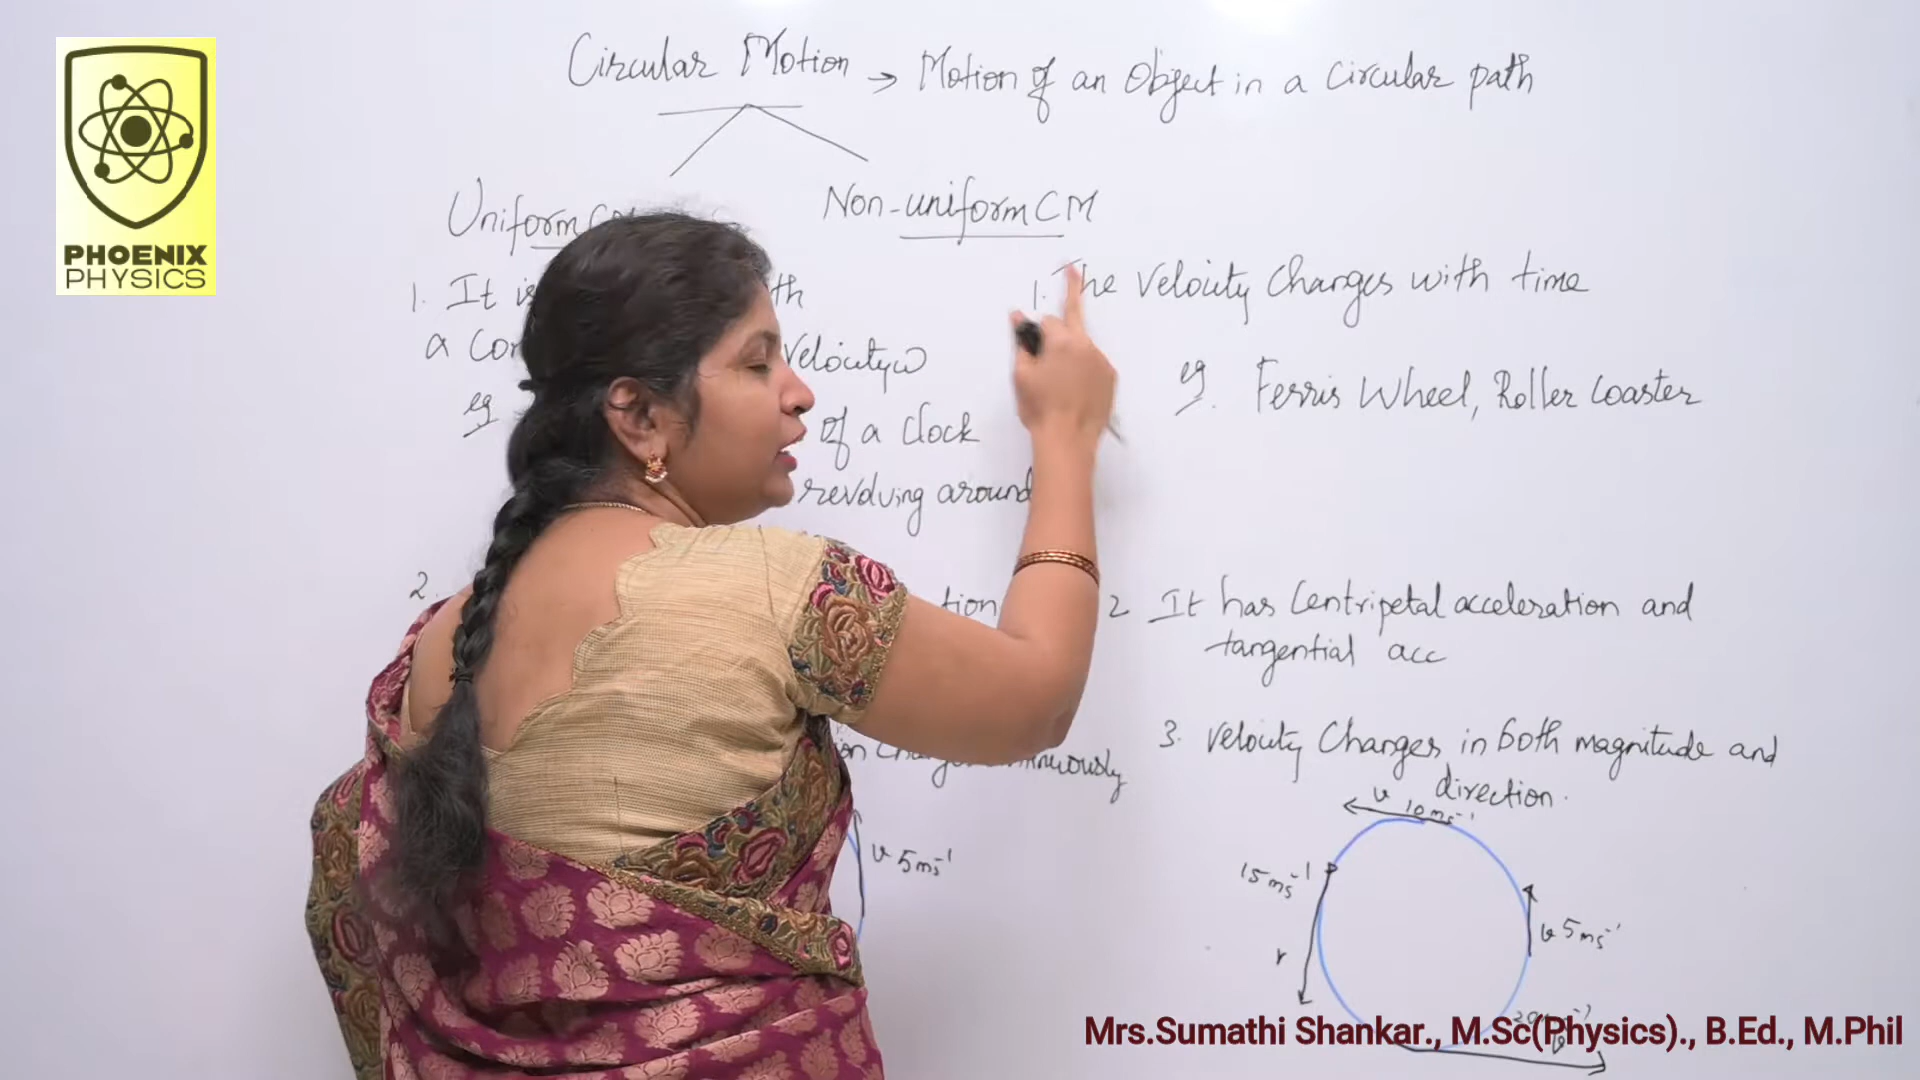 PHOENIX
PHYSICS
Circular Motion → Motion of an Object in a Circular path
Uniform
Non-uniform CM
1. It is
a
Velocity ω
eg
of a Clock
revolving around
2.
1. The Velocity Changes with time
eg. Ferris Wheel, Roller Coaster
2 It has Centripetal acceleration and
tangential acc
3. Velocity Changes in both magnitude and
direction.
v 5ms⁻¹
v 10ms⁻¹
15ms⁻¹
v 5ms⁻¹
Mrs.Sumathi Shankar., M.Sc(Physics)., B.Ed., M.Phil